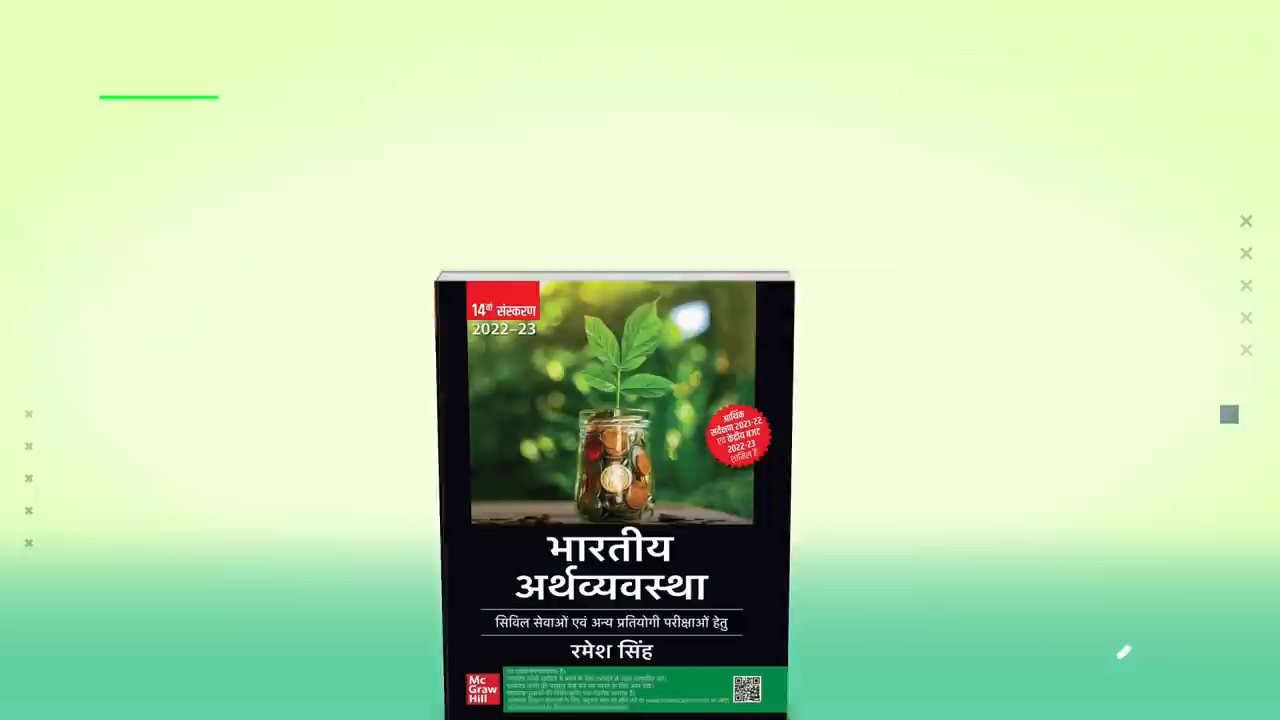 14वां संस्करण
2022–23
आर्थिक
सर्वेक्षण 2021-22
एवं केंद्रीय बजट
2022-23
शामिल है
भारतीय
अर्थव्यवस्था
सिविल सेवाओं एवं अन्य प्रतियोगी परीक्षाओं हेतु
रमेश सिंह
Mc
Graw
Hill